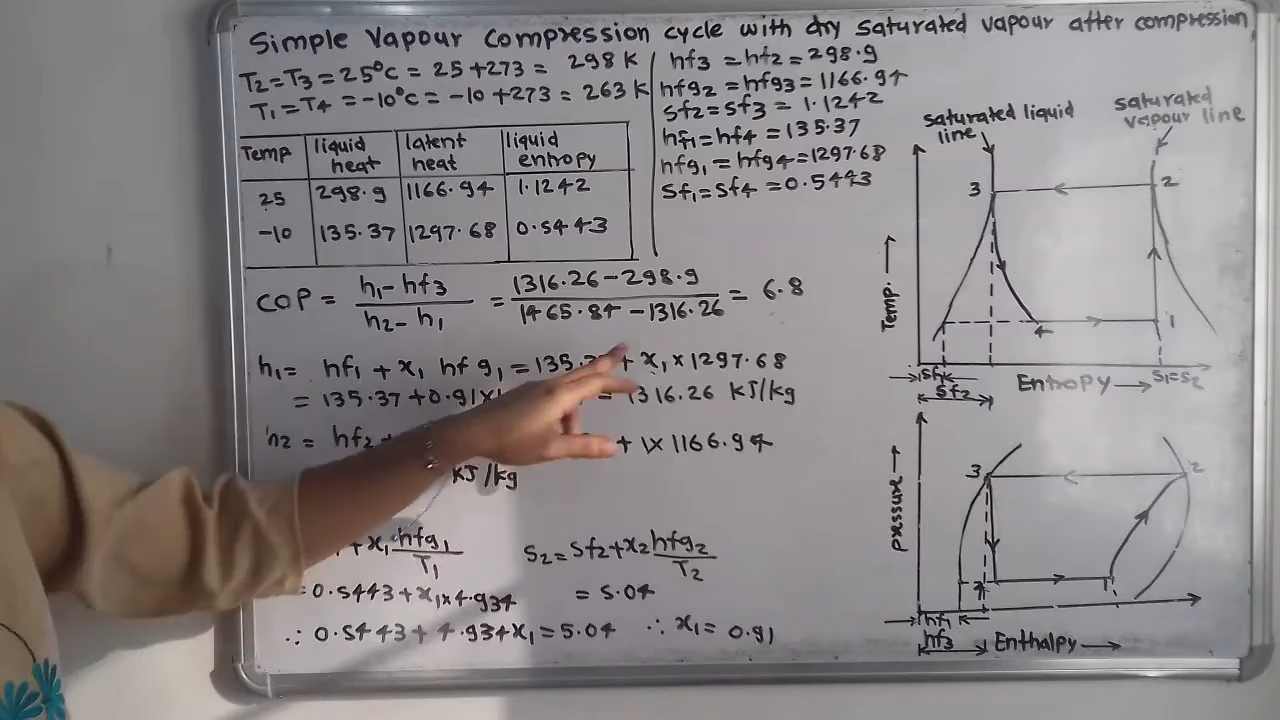 Simple Vapour Compression cycle with dry saturated vapour after compression
T2=T3 = 25°C = 25 +273 = 298 K
T1=T4 = -10°C = -10 +273 = 263 K
hf3 = hf2 = 298.9
hfg2 = hfg3 = 1166.94
sf2 = sf3 = 1.1242
hf1 = hf4 = 135.37
hfg1 = hfg4 = 1297.68
Sf1 = Sf4 = 0.5443
Temp liquid heat latent heat liquid entropy
25 298.9 1166.94 1.1242
-10 135.37 1297.68 0.5443
COP = h1 - hf3 / h2 - h1 = 1316.26 - 298.9 / 1465.84 - 1316.26 = 6.8
h1 = hf1 + x1 hfg1 = 135. + x1 x 1297.68
= 135.37 + 0.91 x = 1316.26 KJ/kg
h2 = hf2 + 1 x 1166.94
KJ/kg
+ x1 hfg1 / T1
= 0.5443 + x1 x 4.934
S2 = Sf2 + x2 hfg2 / T2
= 5.04
∴ 0.5443 + 4.934x1 = 5.04 ∴ x1 = 0.91
saturated liquid line
saturated vapour line
3
2
4
1
Temp.
Sf1
Sf2
Entropy
S1=S2
3
2
4
1
pressure
hf1
hf3
Enthalpy